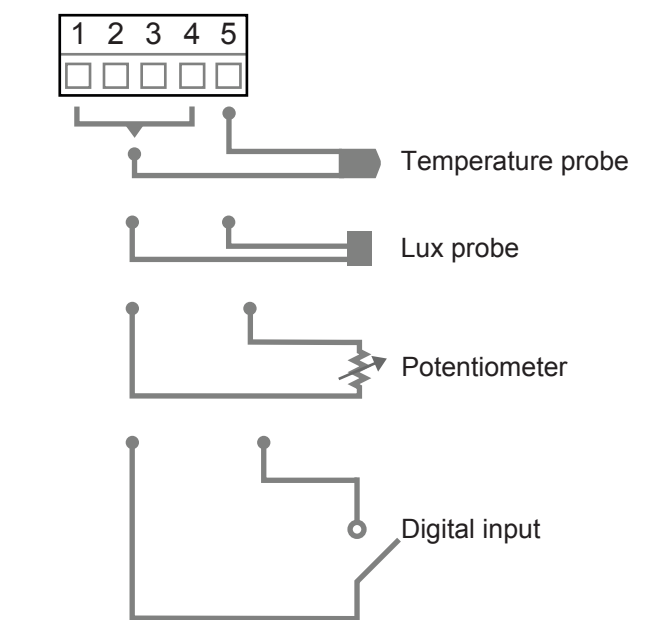 1 2 3 4 5
Temperature probe
Lux probe
Potentiometer
Digital input